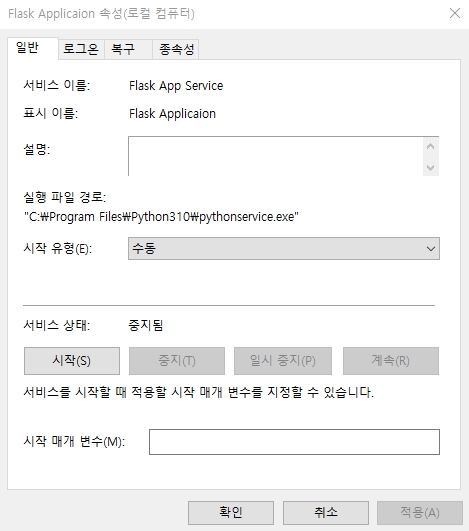 Flask Applicaion 속성(로컬 컴퓨터)
일반 로그온 복구 종속성
서비스 이름: Flask App Service
표시 이름: Flask Applicaion
설명:
실행 파일 경로:
"C:₩Program Files₩Python310₩pythonservice.exe"
시작 유형(E): 수동
서비스 상태: 중지됨
시작(S) 중지(T) 일시 중지(P) 계속(R)
서비스를 시작할 때 적용할 시작 매개 변수를 지정할 수 있습니다.
시작 매개 변수(M):
확인 취소 적용(A)